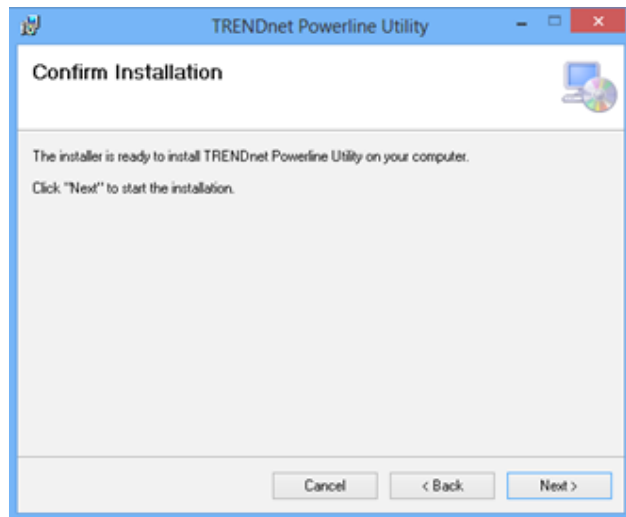 TRENDnet Powerline Utility
Confirm Installation
The installer is ready to install TRENDnet Powerline Utility on your computer.
Click "Next" to start the installation.
Cancel
< Back
Next >